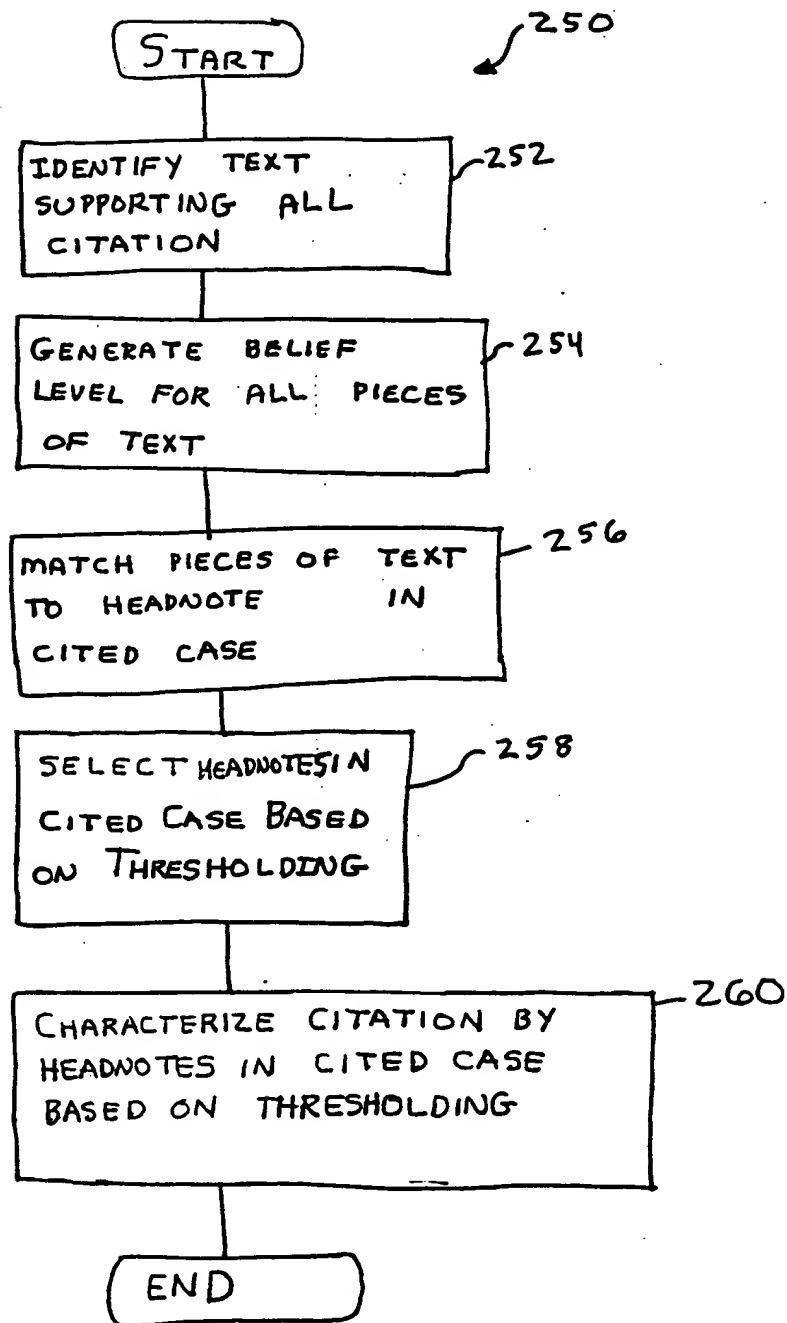 250
START
252
IDENTIFY TEXT
SUPPORTING ALL
CITATION
254
GENERATE BELIEF
LEVEL FOR ALL PIECES
OF TEXT
256
MATCH PIECES OF TEXT
TO HEADNOTE IN
CITED CASE
258
SELECT HEADNOTES IN
CITED CASE BASED
ON THRESHOLDING
260
CHARACTERIZE CITATION BY
HEADNOTES IN CITED CASE
BASED ON THRESHOLDING
END